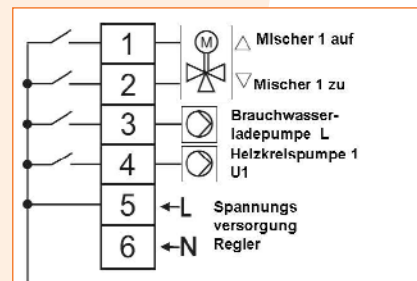 1
M
△ Mischer 1 auf
2
▽ Mischer 1 zu
3
Brauchwasser-
ladepumpe L
4
Heizkreispumpe 1
U1
5
←L Spannungs
versorgung
6
←N Regler